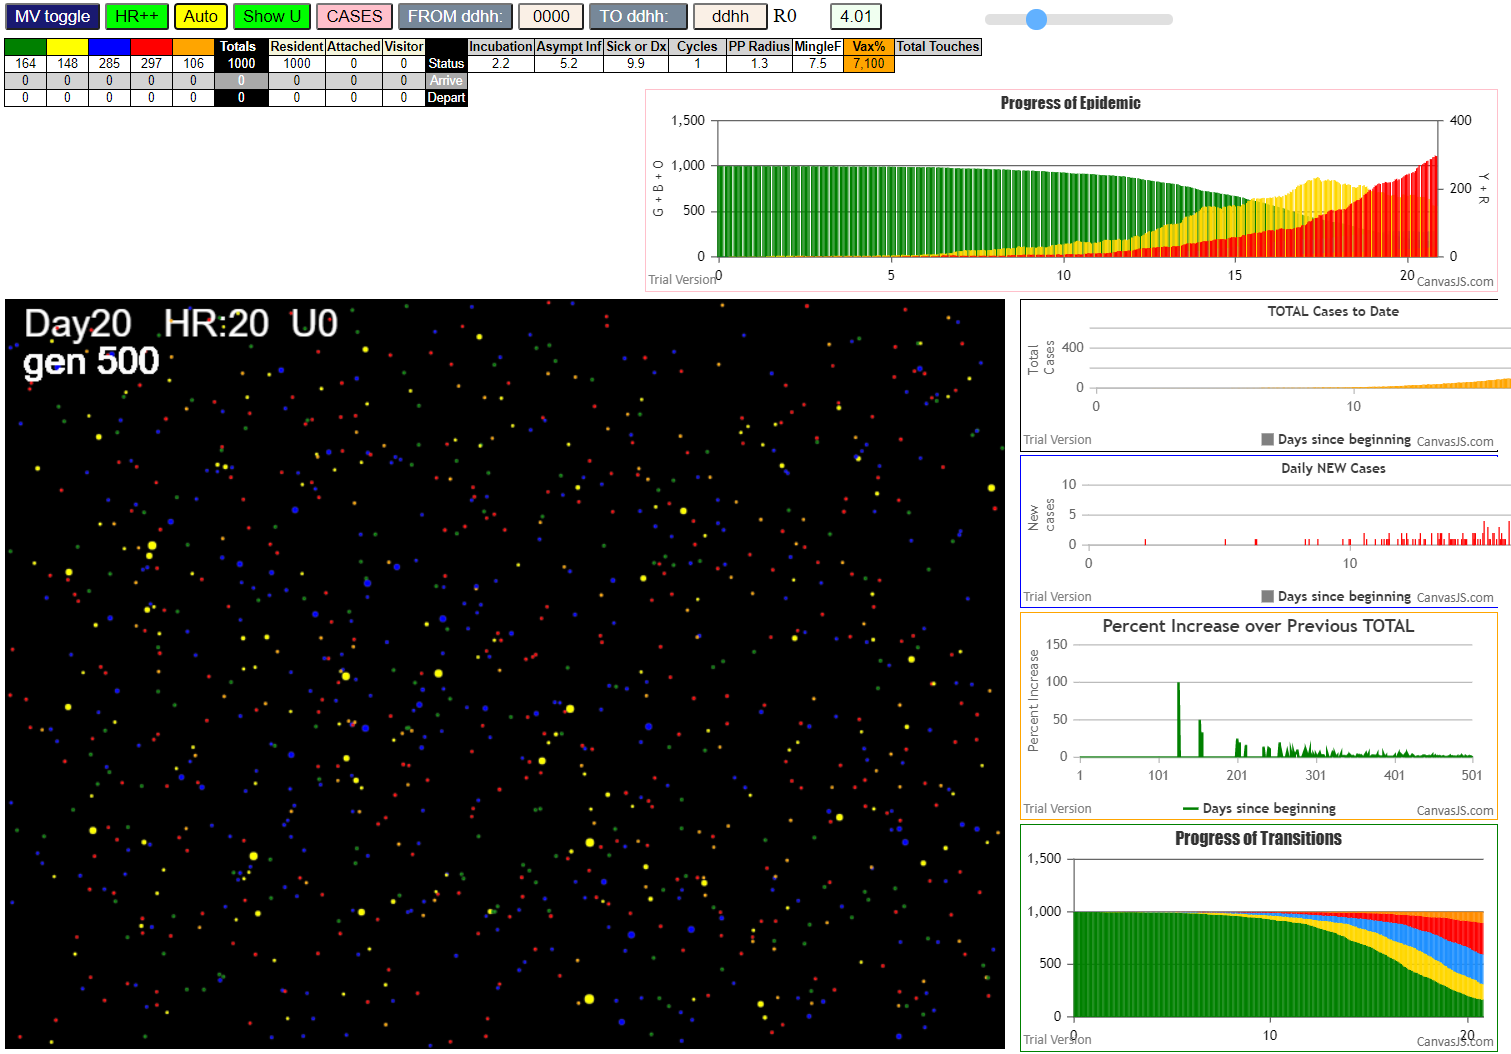 MV toggle HR++ Auto Show U CASES FROM ddhh: 0000 TO ddhh: ddhh R0 4.01
Totals Resident Attached Visitor Incubation Asympt Inf Sick or Dx Cycles PP Radius MingleF Vax% Total Touches
164 148 285 297 106 1000 1000 0 0 Status 2.2 5.2 9.9 1 1.3 7.5 7,100
0 0 0 0 0 0 0 0 0 Arrive
0 0 0 0 0 0 0 0 0 Depart
Progress of Epidemic
1,500 400
1,000
200
500
0 0
G + B + O
Y + R
0 5 10 15 20
Trial Version CanvasJS.com
Day20 HR:20 U0
gen 500
TOTAL Cases to Date
Total
Cases
400
0
0 10
Days since beginning
Trial Version CanvasJS.com
Daily NEW Cases
New
cases
10
5
0
0 10
Days since beginning
Trial Version CanvasJS.com
Percent Increase over Previous TOTAL
Percent Increase
150
100
50
0
1 101 201 301 401 501
Days since beginning
Trial Version CanvasJS.com
Progress of Transitions
1,500
1,000
500
0
0 10 20
Trial Version CanvasJS.com